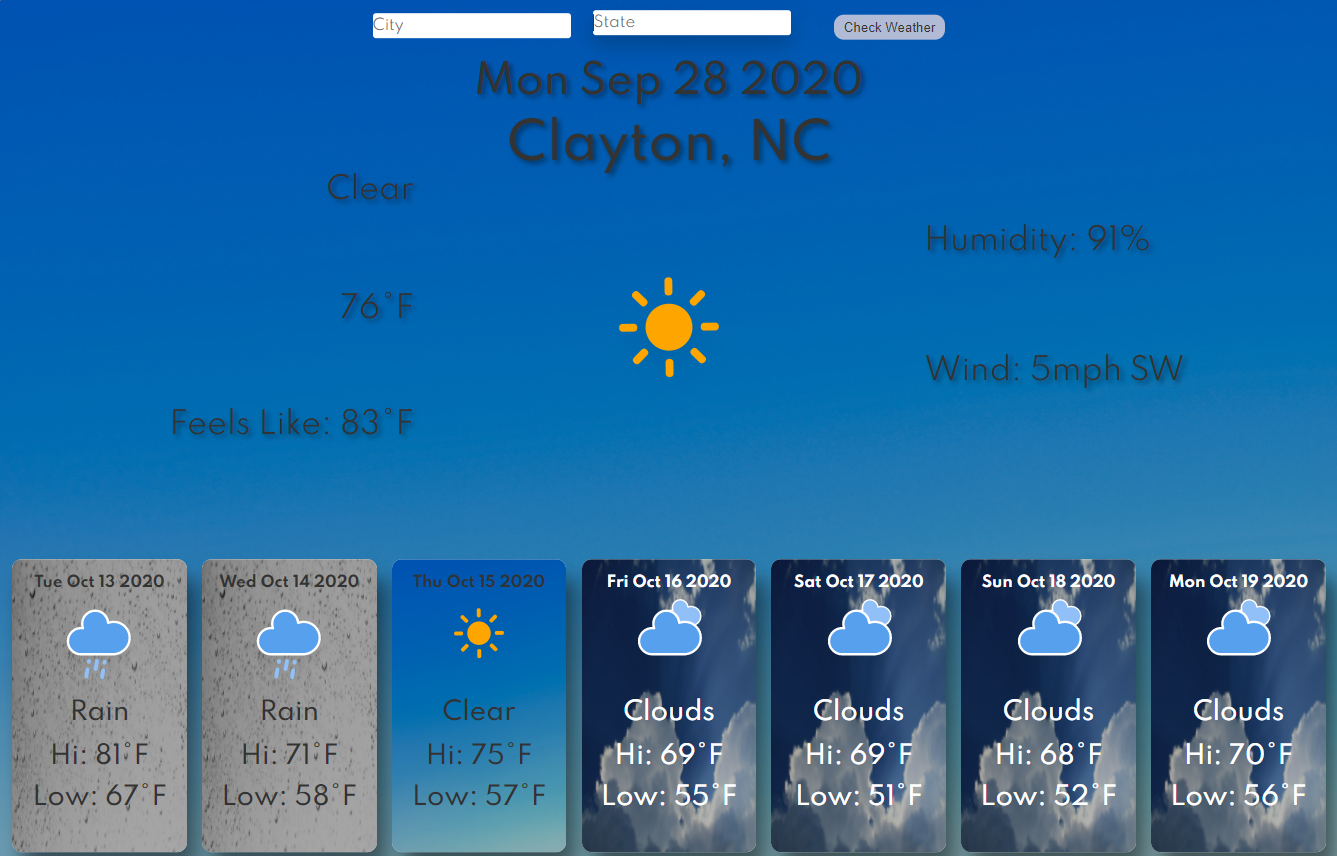 City
State
Check Weather
Mon Sep 28 2020
Clayton, NC
Clear
Humidity: 91%
76°F
Wind: 5mph SW
Feels Like: 83°F
Tue Oct 13 2020
Rain
Hi: 81°F
Low: 67°F
Wed Oct 14 2020
Rain
Hi: 71°F
Low: 58°F
Thu Oct 15 2020
Clear
Hi: 75°F
Low: 57°F
Fri Oct 16 2020
Clouds
Hi: 69°F
Low: 55°F
Sat Oct 17 2020
Clouds
Hi: 69°F
Low: 51°F
Sun Oct 18 2020
Clouds
Hi: 68°F
Low: 52°F
Mon Oct 19 2020
Clouds
Hi: 70°F
Low: 56°F